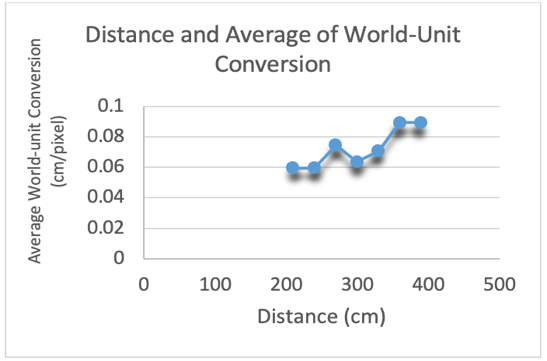 Distance and Average of World-Unit
Conversion
Average World-unit Conversion
(cm/pixel)
0.1
0.08
0.06
0.04
0.02
0
0 100 200 300 400 500
Distance (cm)